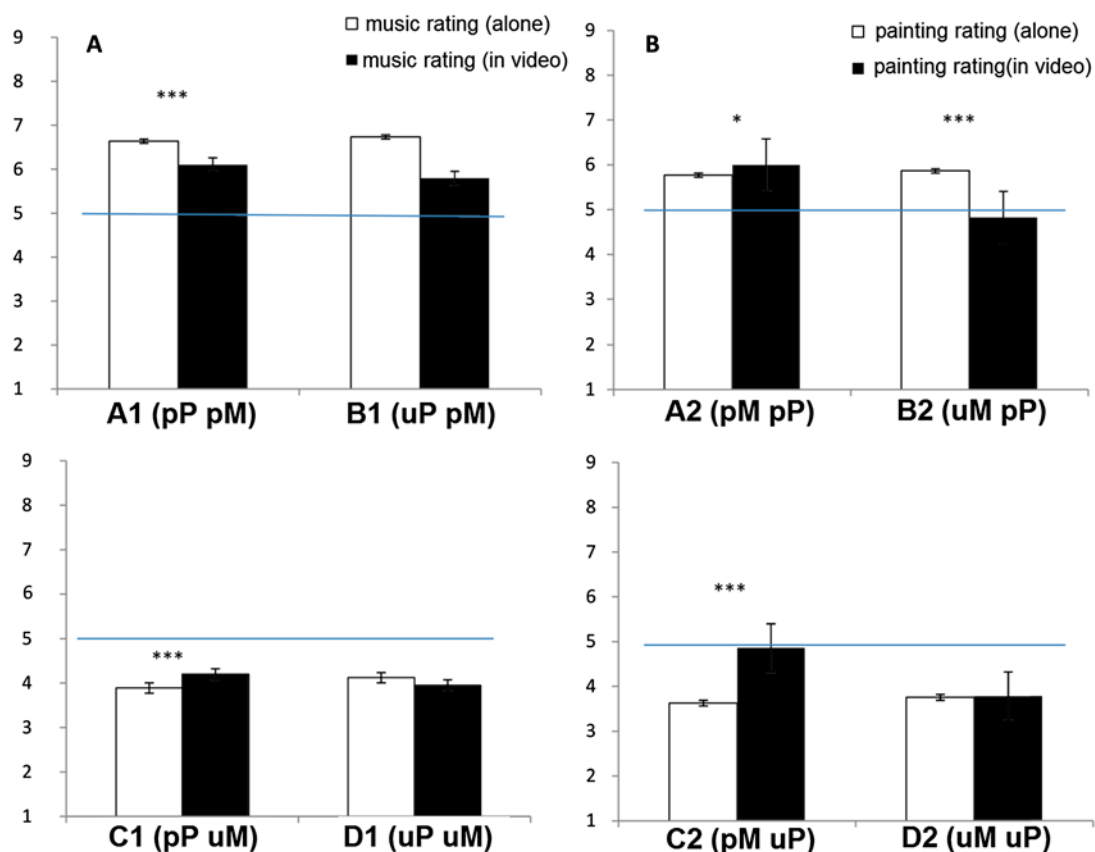 A
music rating (alone)
music rating (in video)
9
8
7
6
5
4
3
2
1
***
A1 (pP pM)
B1 (uP pM)
B
painting rating (alone)
painting rating(in video)
9
8
7
6
5
4
3
2
1
*
***
A2 (pM pP)
B2 (uM pP)
9
8
7
6
5
4
3
2
1
***
C1 (pP uM)
D1 (uP uM)
9
8
7
6
5
4
3
2
1
***
C2 (pM uP)
D2 (uM uP)